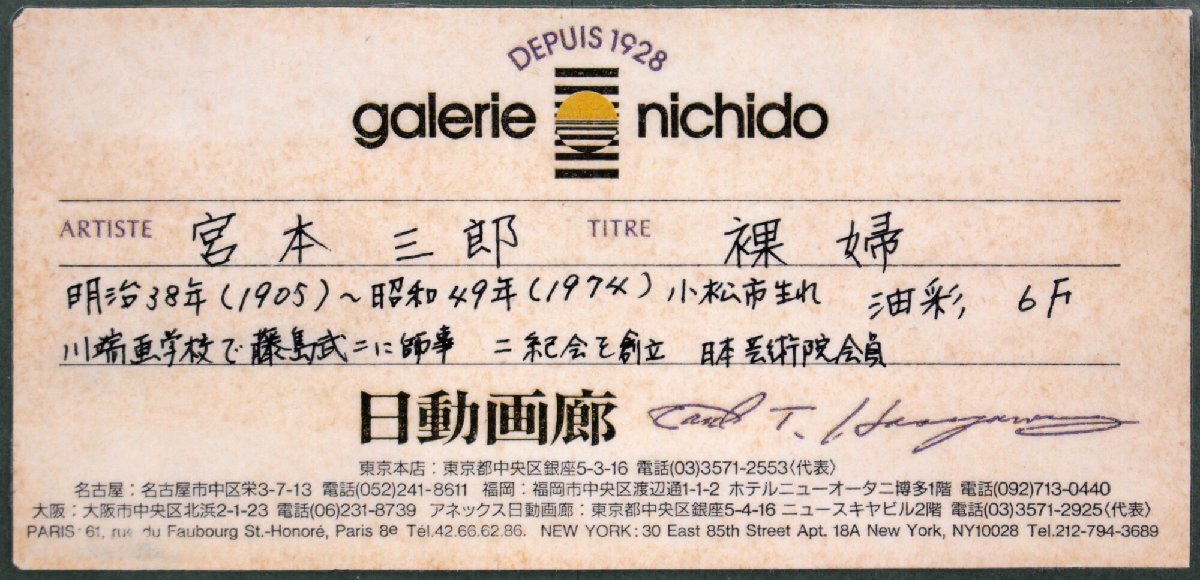 DEPUIS 1928
galerie nichido
ARTISTE 宮本三郎 TITRE 裸婦
明治38年(1905)~昭和49年(1974) 小松市生れ 油彩 6F
川端画学校で藤島武二に師事 二紀会を創立 日本芸術院会員
日動画廊
東京本店:東京都中央区銀座5-3-16 電話(03)3571-2553〈代表〉
名古屋:名古屋市中区栄3-7-13 電話(052)241-8611 福岡:福岡市中央区渡辺通1-1-2 ホテルニューオータニ博多1階 電話(092)713-0440
大阪:大阪市中央区北浜2-1-23 電話(06)231-8739 アネックス日動画廊:東京都中央区銀座5-4-16 ニュースキヤビル2階 電話(03)3571-2925〈代表〉
PARIS: 61, rue du Faubourg St.-Honoré, Paris 8e Tél.42.66.62.86. NEW YORK: 30 East 85th Street Apt. 18A New York, NY10028 Tel.212-794-3689